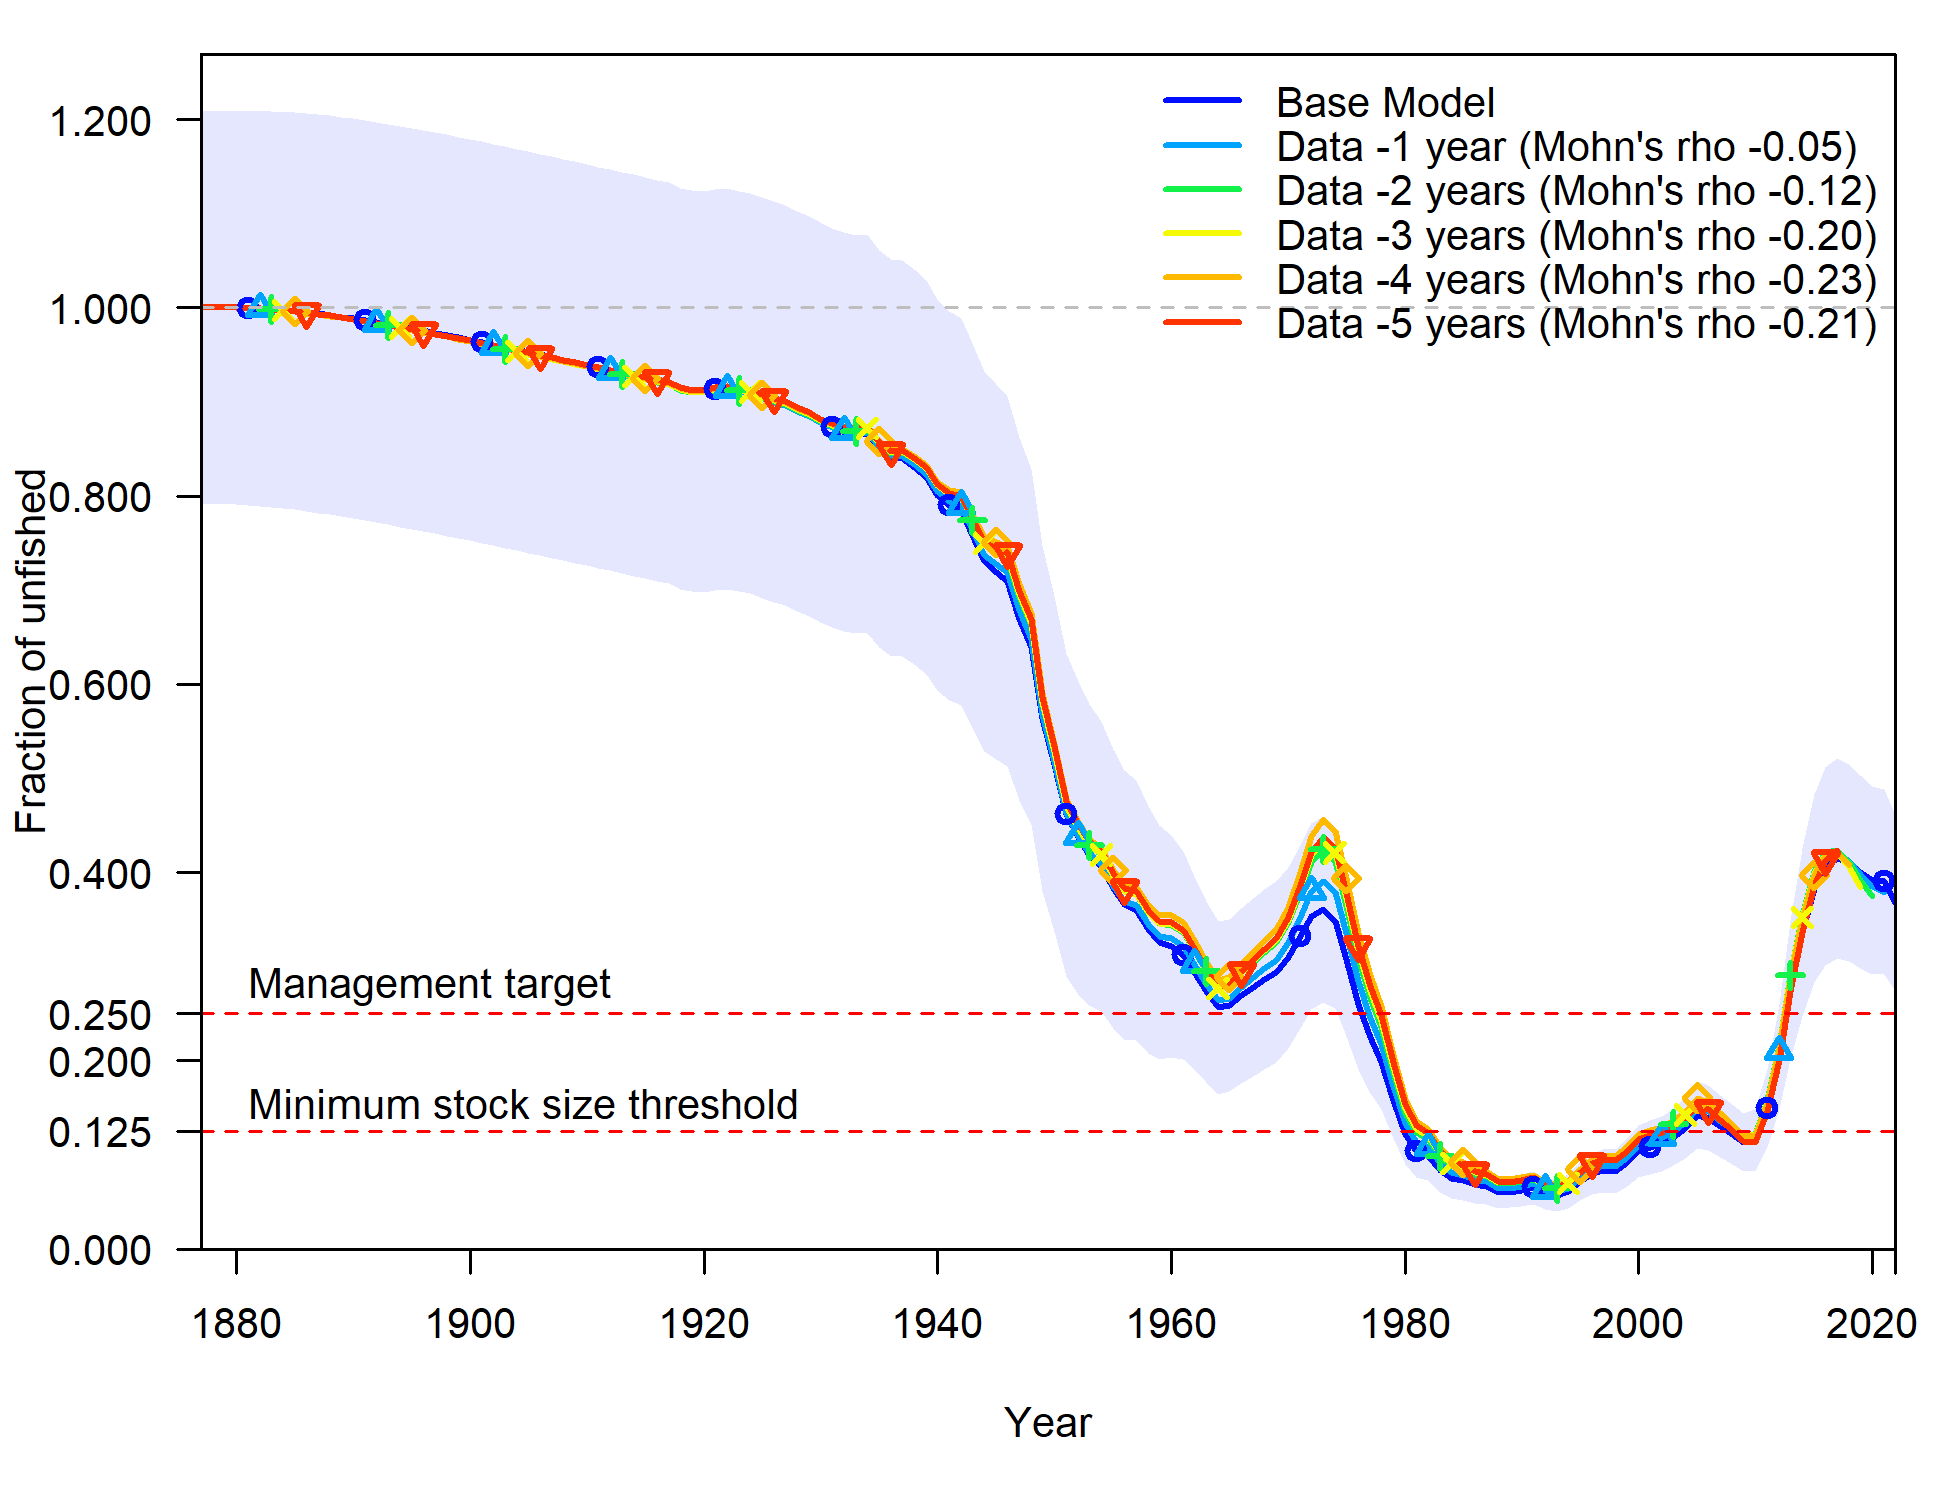 Base Model
Data -1 year (Mohn's rho -0.05)
Data -2 years (Mohn's rho -0.12)
Data -3 years (Mohn's rho -0.20)
Data -4 years (Mohn's rho -0.23)
Data -5 years (Mohn's rho -0.21)
Fraction of unfished
1.200
1.000
0.800
0.600
0.400
0.250
0.200
0.125
0.000
Management target
Minimum stock size threshold
1880 1900 1920 1940 1960 1980 2000 2020
Year